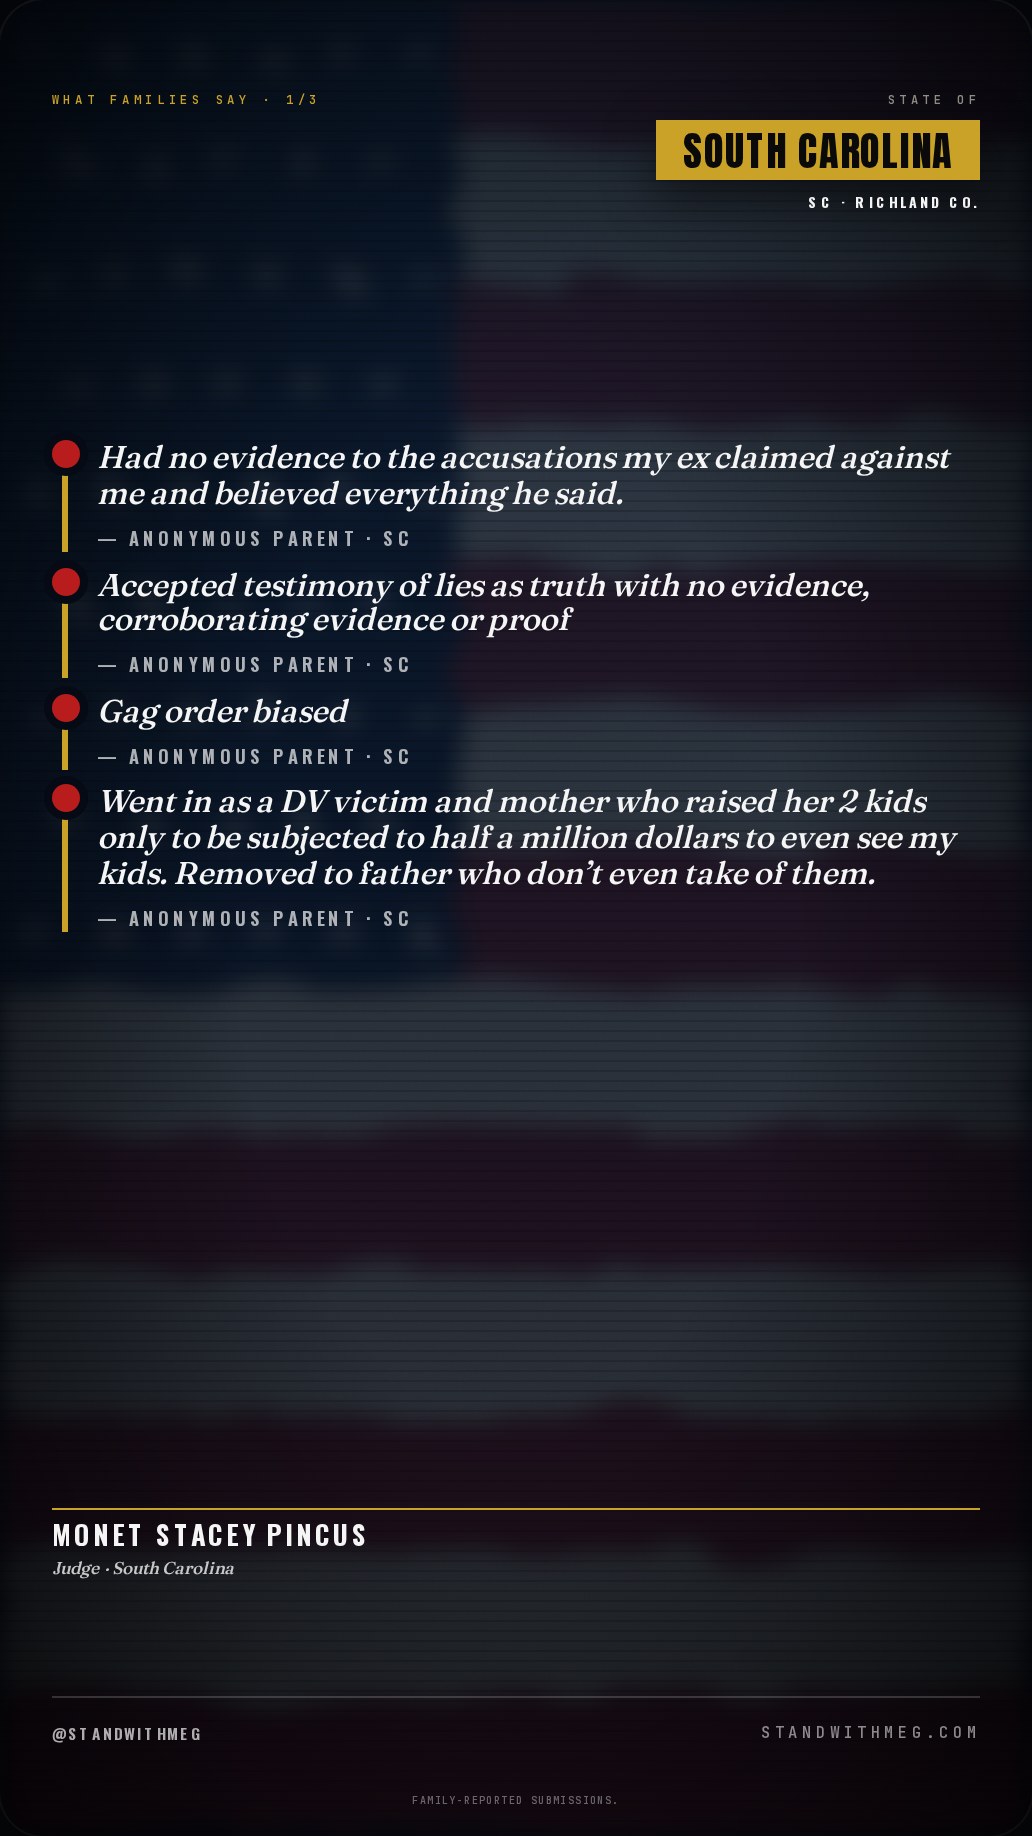 WHAT FAMILIES SAY · 1/3
STATE OF
SOUTH CAROLINA
SC · RICHLAND CO.
Had no evidence to the accusations my ex claimed against
me and believed everything he said.
— ANONYMOUS PARENT · SC
Accepted testimony of lies as truth with no evidence,
corroborating evidence or proof
— ANONYMOUS PARENT · SC
Gag order biased
— ANONYMOUS PARENT · SC
Went in as a DV victim and mother who raised her 2 kids
only to be subjected to half a million dollars to even see my
kids. Removed to father who don’t even take of them.
— ANONYMOUS PARENT · SC
MONET STACEY PINCUS
Judge · South Carolina
@STANDWITHMEG
STANDWITHMEG.COM
FAMILY-REPORTED SUBMISSIONS.